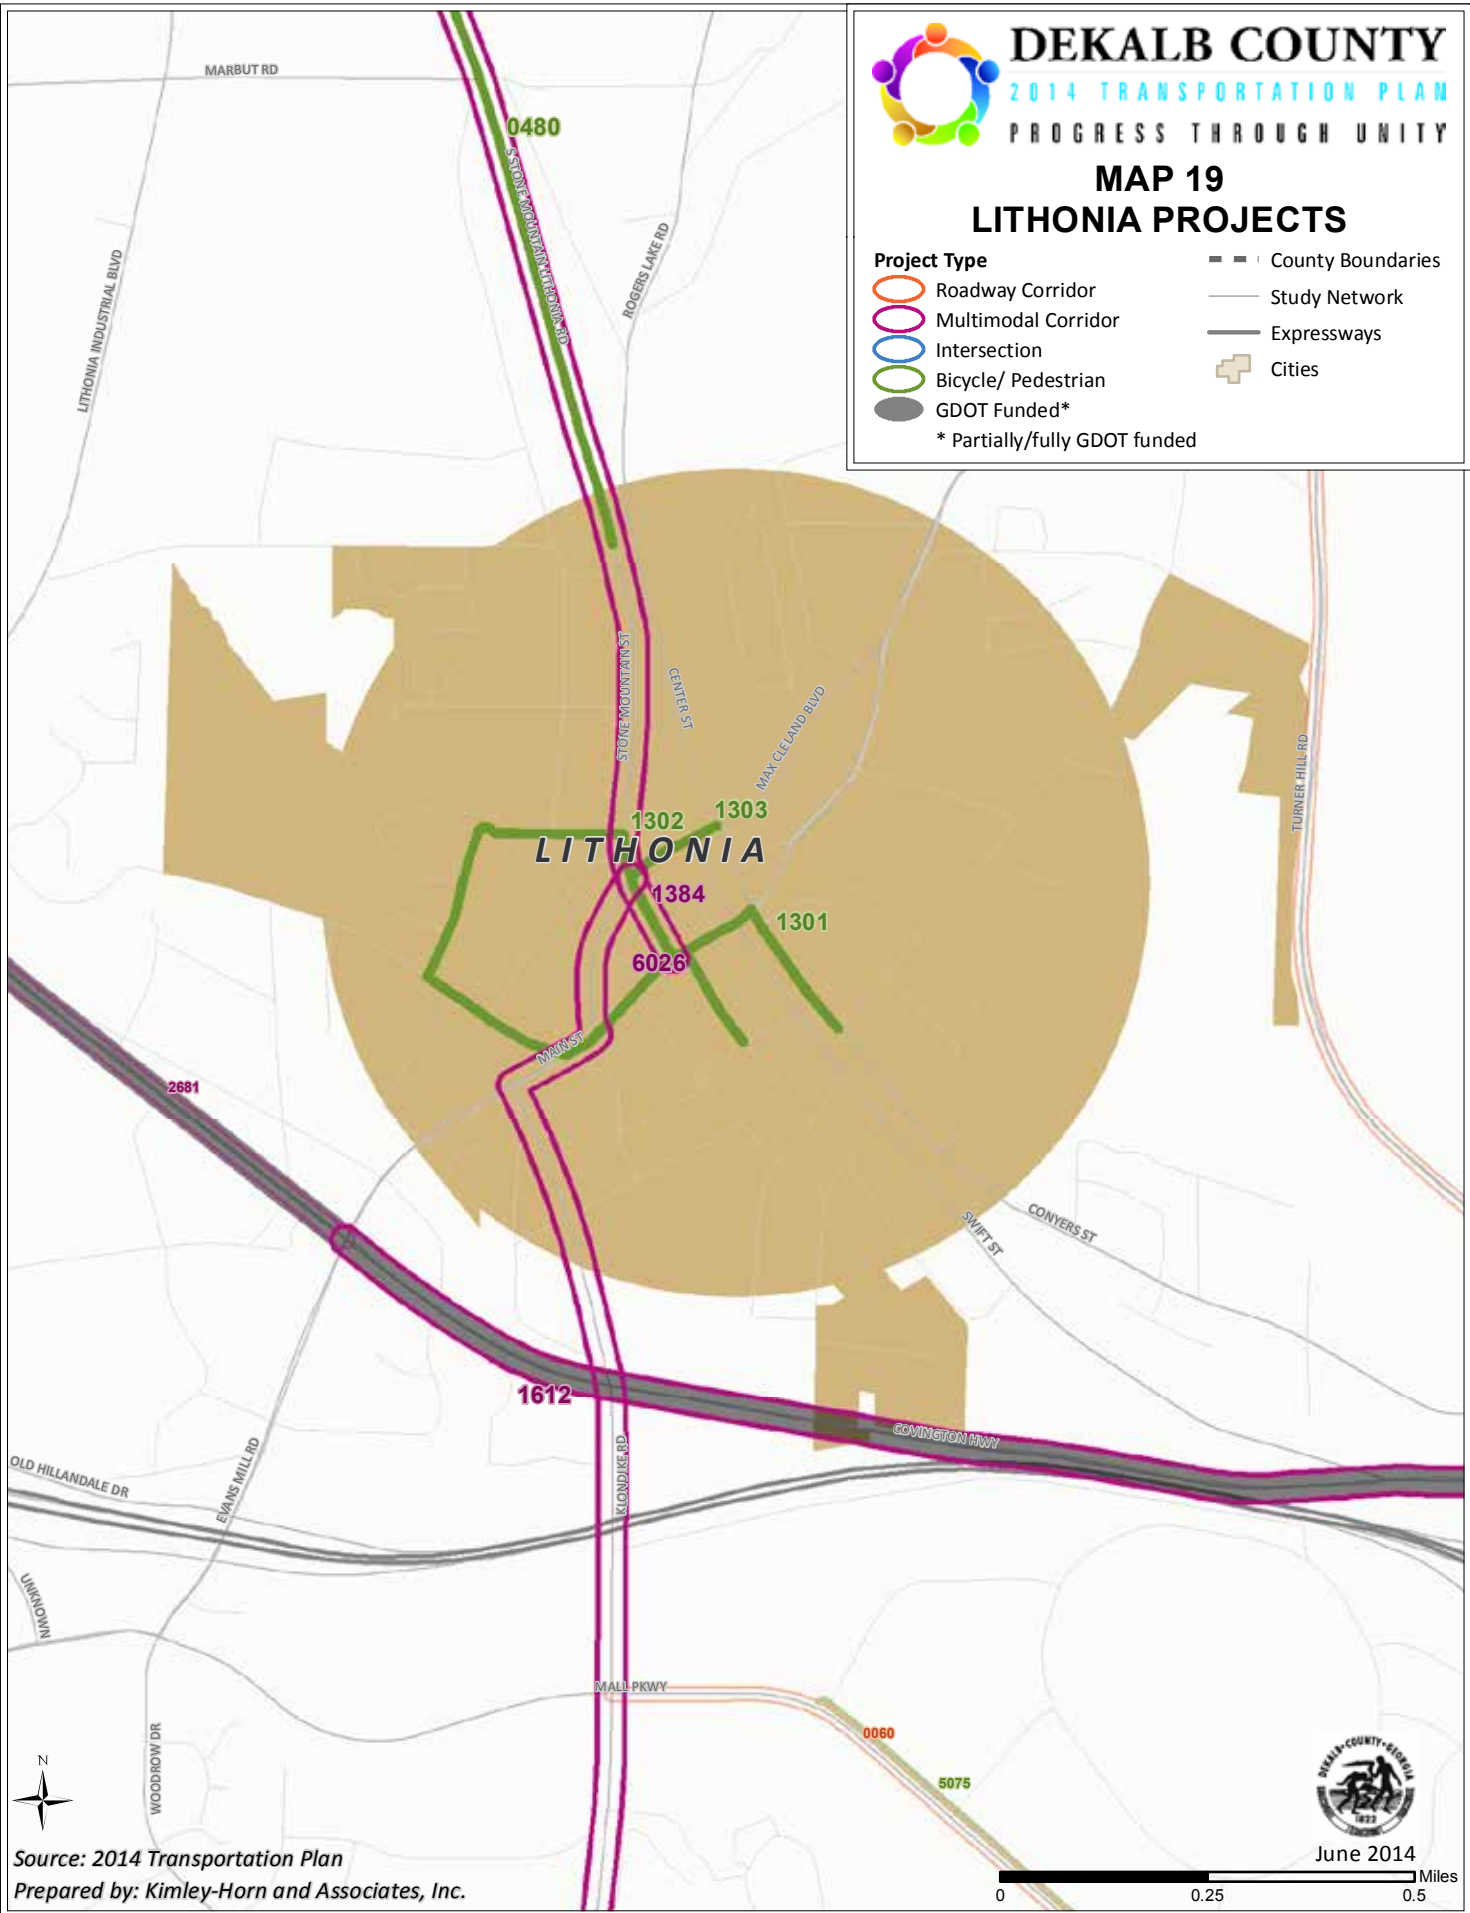 DEKALB COUNTY
2014 TRANSPORTATION PLAN
PROGRESS THROUGH UNITY
MAP 19
LITHONIA PROJECTS
Project Type
Roadway Corridor
Multimodal Corridor
Intersection
Bicycle/ Pedestrian
GDOT Funded*
* Partially/fully GDOT funded
County Boundaries
Study Network
Expressways
Cities
MARBUT RD
0480
S STONE MOUNTAIN LITHONIA RD
ROGERS LAKE RD
LITHONIA INDUSTRIAL BLVD
STONE MOUNTAIN ST
CENTER ST
MAX CLELAND BLVD
TURNER HILL RD
1302
1303
LITHONIA
1384
1301
6026
MAIN ST
2681
CONYERS ST
SWIFT ST
1612
COVINGTON HWY
KLONDIKE RD
EVANS MILL RD
OLD HILLANDALE DR
UNKNOWN
MALL PKWY
WOODROW DR
0060
5075
N
DEKALB COUNTY GEORGIA
1822
June 2014
Miles
0
0.25
0.5
Source: 2014 Transportation Plan
Prepared by: Kimley-Horn and Associates, Inc.